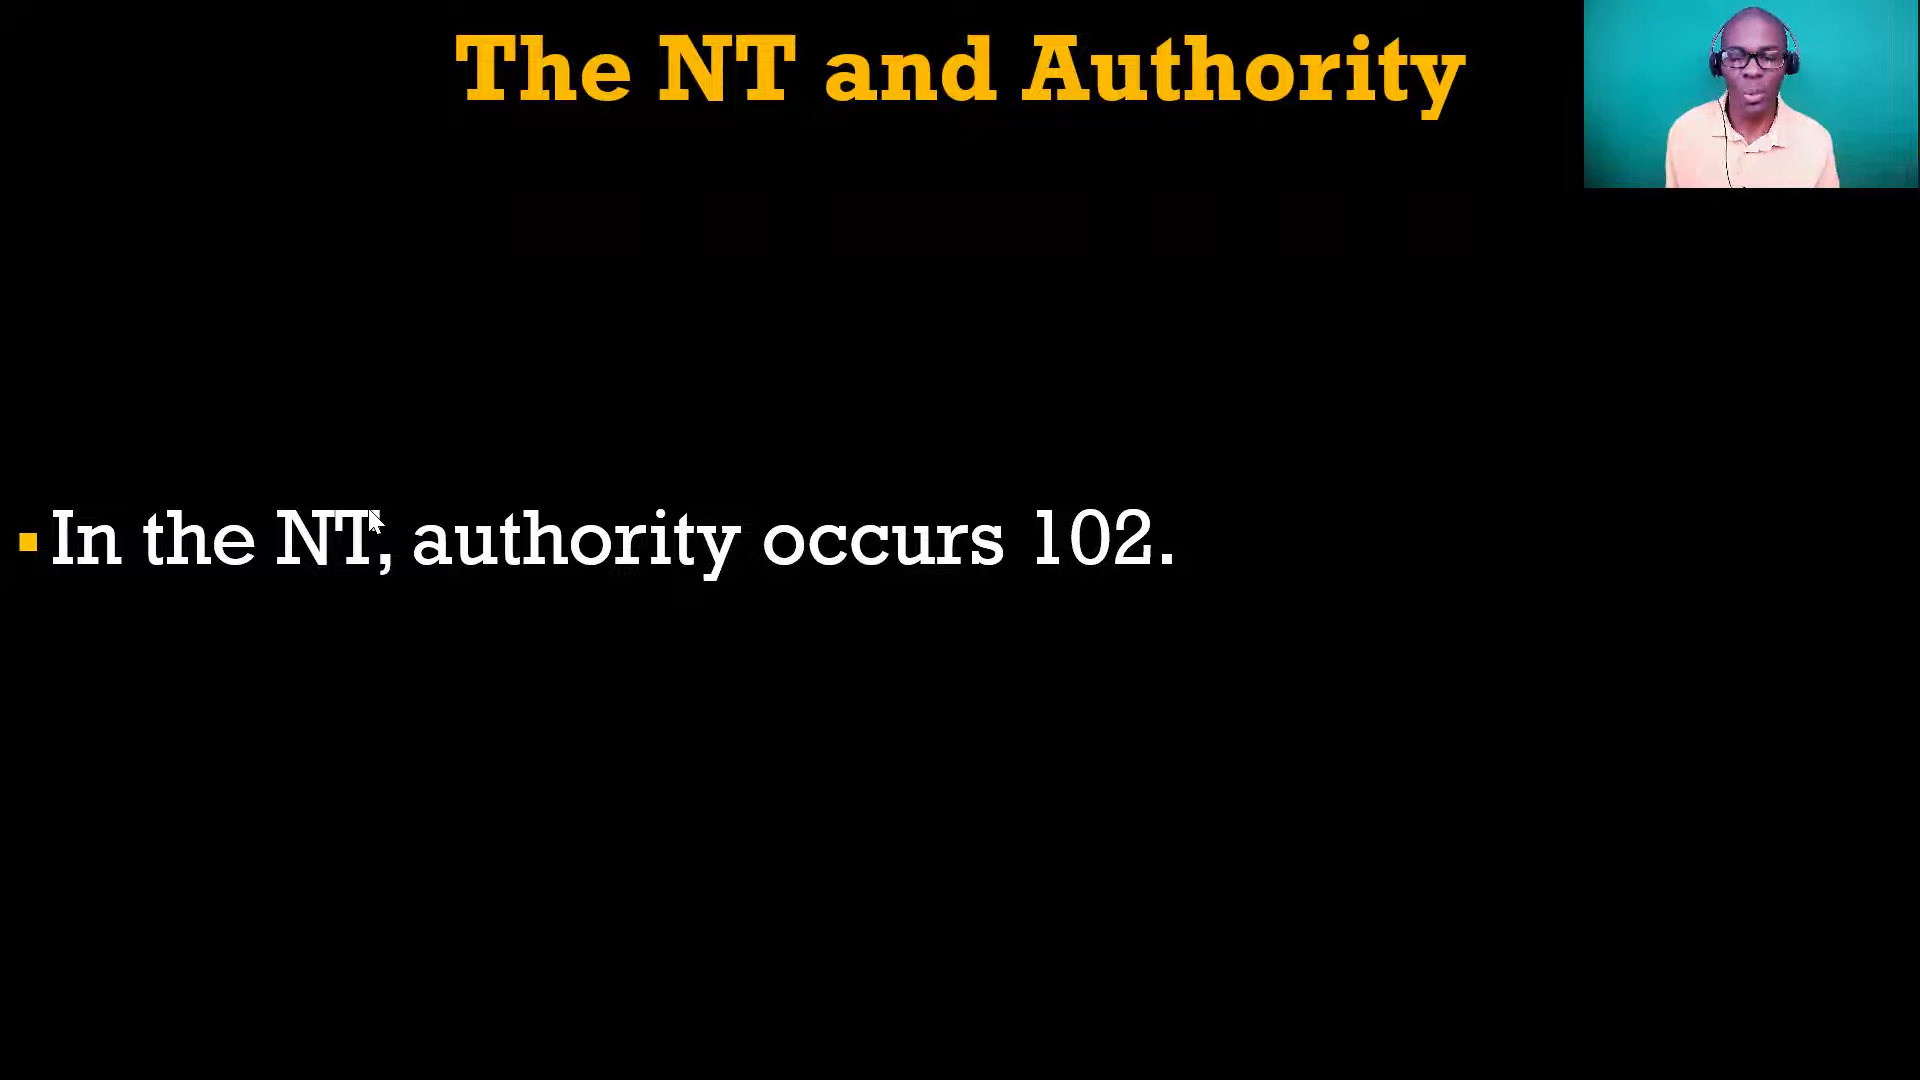 The NT and Authority
▪In the NT, authority occurs 102.